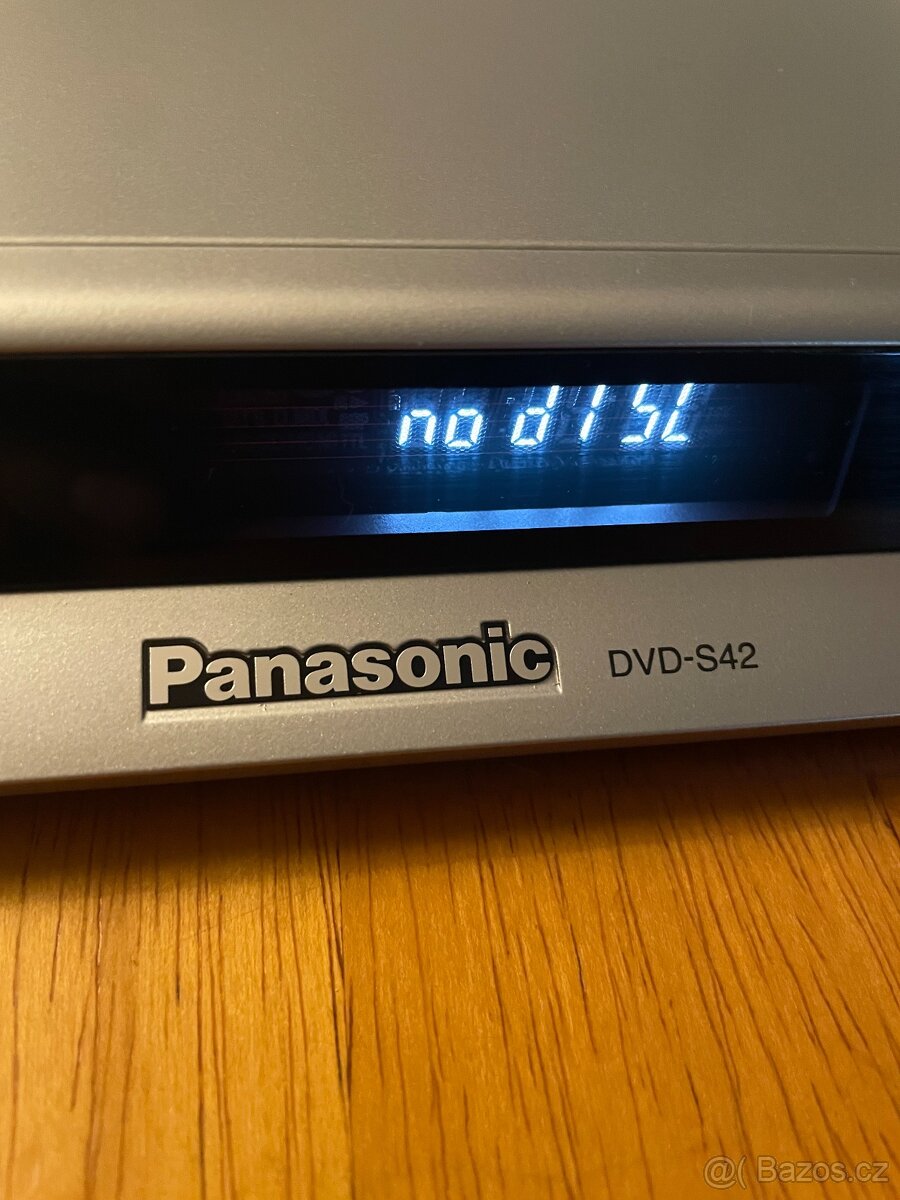 no diSC
Panasonic DVD-S42
@( Bazos.cz